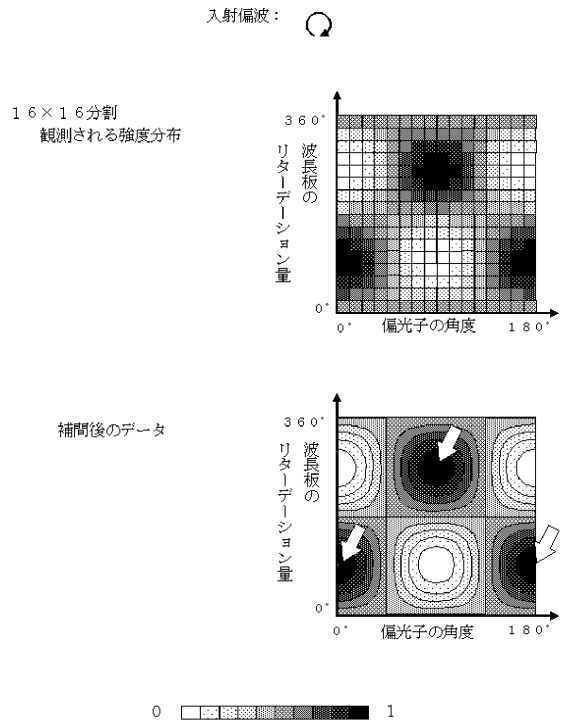 入射偏波：
１６×１６分割
観測される強度分布
３６０ﾟ
波長板の
リターデーション量
０ﾟ
０ﾟ
偏光子の角度
１８０ﾟ
補間後のデータ
３６０ﾟ
波長板の
リターデーション量
０ﾟ
０ﾟ
偏光子の角度
１８０ﾟ
０
１